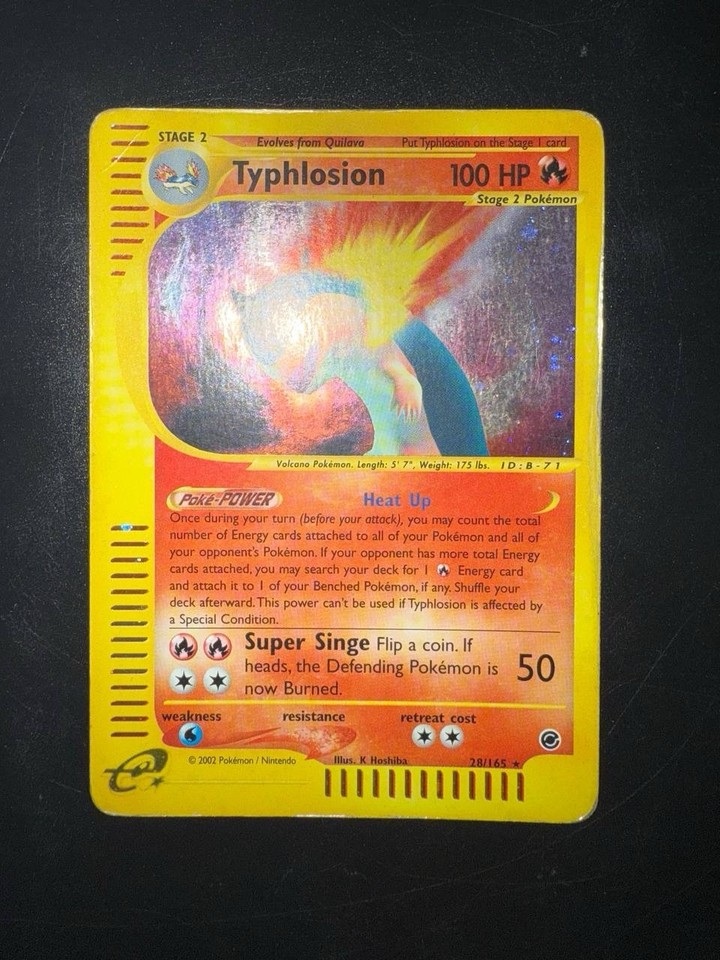 STAGE 2 Evolves from Quilava Put Typhlosion on the Stage 1 card
Typhlosion 100 HP
Stage 2 Pokémon
Volcano Pokémon. Length: 5' 7", Weight: 175 lbs. ID:B-71
Poké-POWER Heat Up
Once during your turn (before your attack), you may count the total
number of Energy cards attached to all of your Pokémon and all of
your opponent's Pokémon. If your opponent has more total Energy
cards attached, you may search your deck for 1 Energy card
and attach it to 1 of your Benched Pokémon, if any. Shuffle your
deck afterward. This power can't be used if Typhlosion is affected by
a Special Condition.
Super Singe Flip a coin. If
heads, the Defending Pokémon is 50
now Burned.
weakness resistance retreat cost
© 2002 Pokémon / Nintendo Illus. K Hoshiba 28/165 ★
e